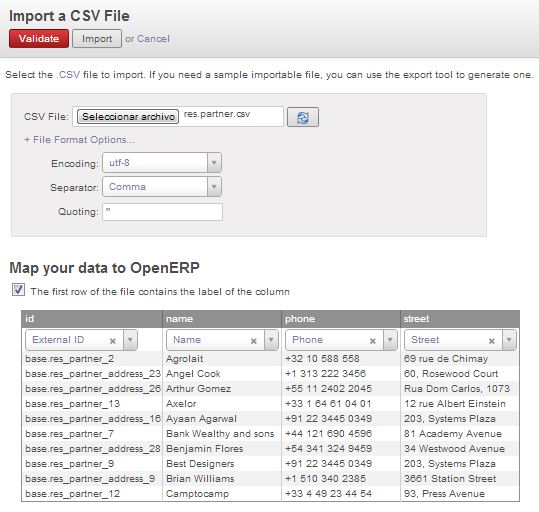 Import a CSV File
Validate Import or Cancel
Select the .CSV file to import. If you need a sample importable file, you can use the export tool to generate one.
CSV File: Seleccionar archivo res.partner.csv
+ File Format Options...
Encoding: utf-8
Separator: Comma
Quoting: "
Map your data to OpenERP
The first row of the file contains the label of the column
id name phone street
External ID Name Phone Street
base.res_partner_2 Agrolait +32 10 588 558 69 rue de Chimay
base.res_partner_address_23 Angel Cook +1 313 222 3456 60, Rosewood Court
base.res_partner_address_26 Arthur Gomez +55 11 2402 2045 Rua Dom Carlos, 1073
base.res_partner_13 Axelor +33 1 64 61 04 01 12 rue Albert Einstein
base.res_partner_address_16 Ayaan Agarwal +91 22 3445 0349 203, Systems Plaza
base.res_partner_7 Bank Wealthy and sons +44 121 690 4596 81 Academy Avenue
base.res_partner_address_28 Benjamin Flores +54 341 324 9459 34 Westwood Avenue
base.res_partner_9 Best Designers +91 22 3445 0349 203, Systems Plaza
base.res_partner_address_9 Brian Williams +1 510 340 2385 3661 Station Street
base.res_partner_12 Camptocamp +33 4 49 23 44 54 93, Press Avenue